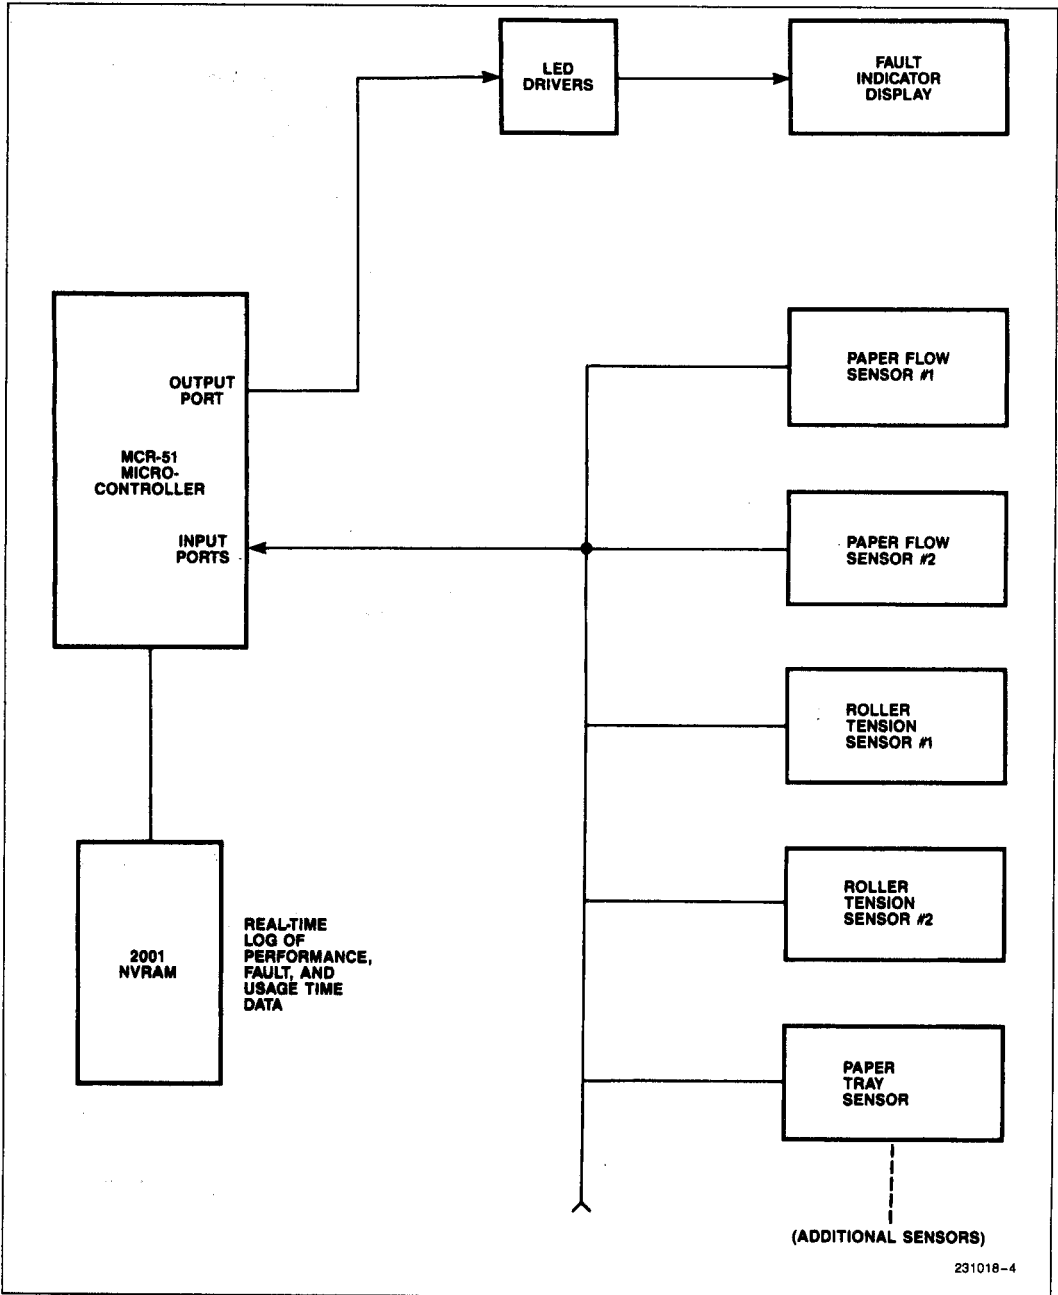 LED
DRIVERS
FAULT
INDICATOR
DISPLAY
OUTPUT
PORT
MCR-51
MICRO-
CONTROLLER
INPUT
PORTS
PAPER FLOW
SENSOR #1
PAPER FLOW
SENSOR #2
ROLLER
TENSION
SENSOR #1
ROLLER
TENSION
SENSOR #2
2001
NVRAM
REAL-TIME
LOG OF
PERFORMANCE,
FAULT, AND
USAGE TIME
DATA
PAPER
TRAY
SENSOR
(ADDITIONAL SENSORS)
231018-4